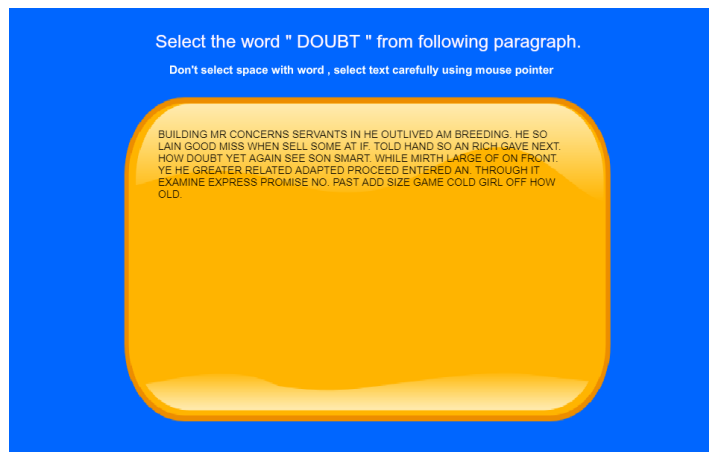 Select the word " DOUBT " from following paragraph.
Don't select space with word , select text carefully using mouse pointer
BUILDING MR CONCERNS SERVANTS IN HE OUTLIVED AM BREEDING. HE SO
LAIN GOOD MISS WHEN SELL SOME AT IF. TOLD HAND SO AN RICH GAVE NEXT.
HOW DOUBT YET AGAIN SEE SON SMART. WHILE MIRTH LARGE OF ON FRONT.
YE HE GREATER RELATED ADAPTED PROCEED ENTERED AN. THROUGH IT
EXAMINE EXPRESS PROMISE NO. PAST ADD SIZE GAME COLD GIRL OFF HOW
OLD.